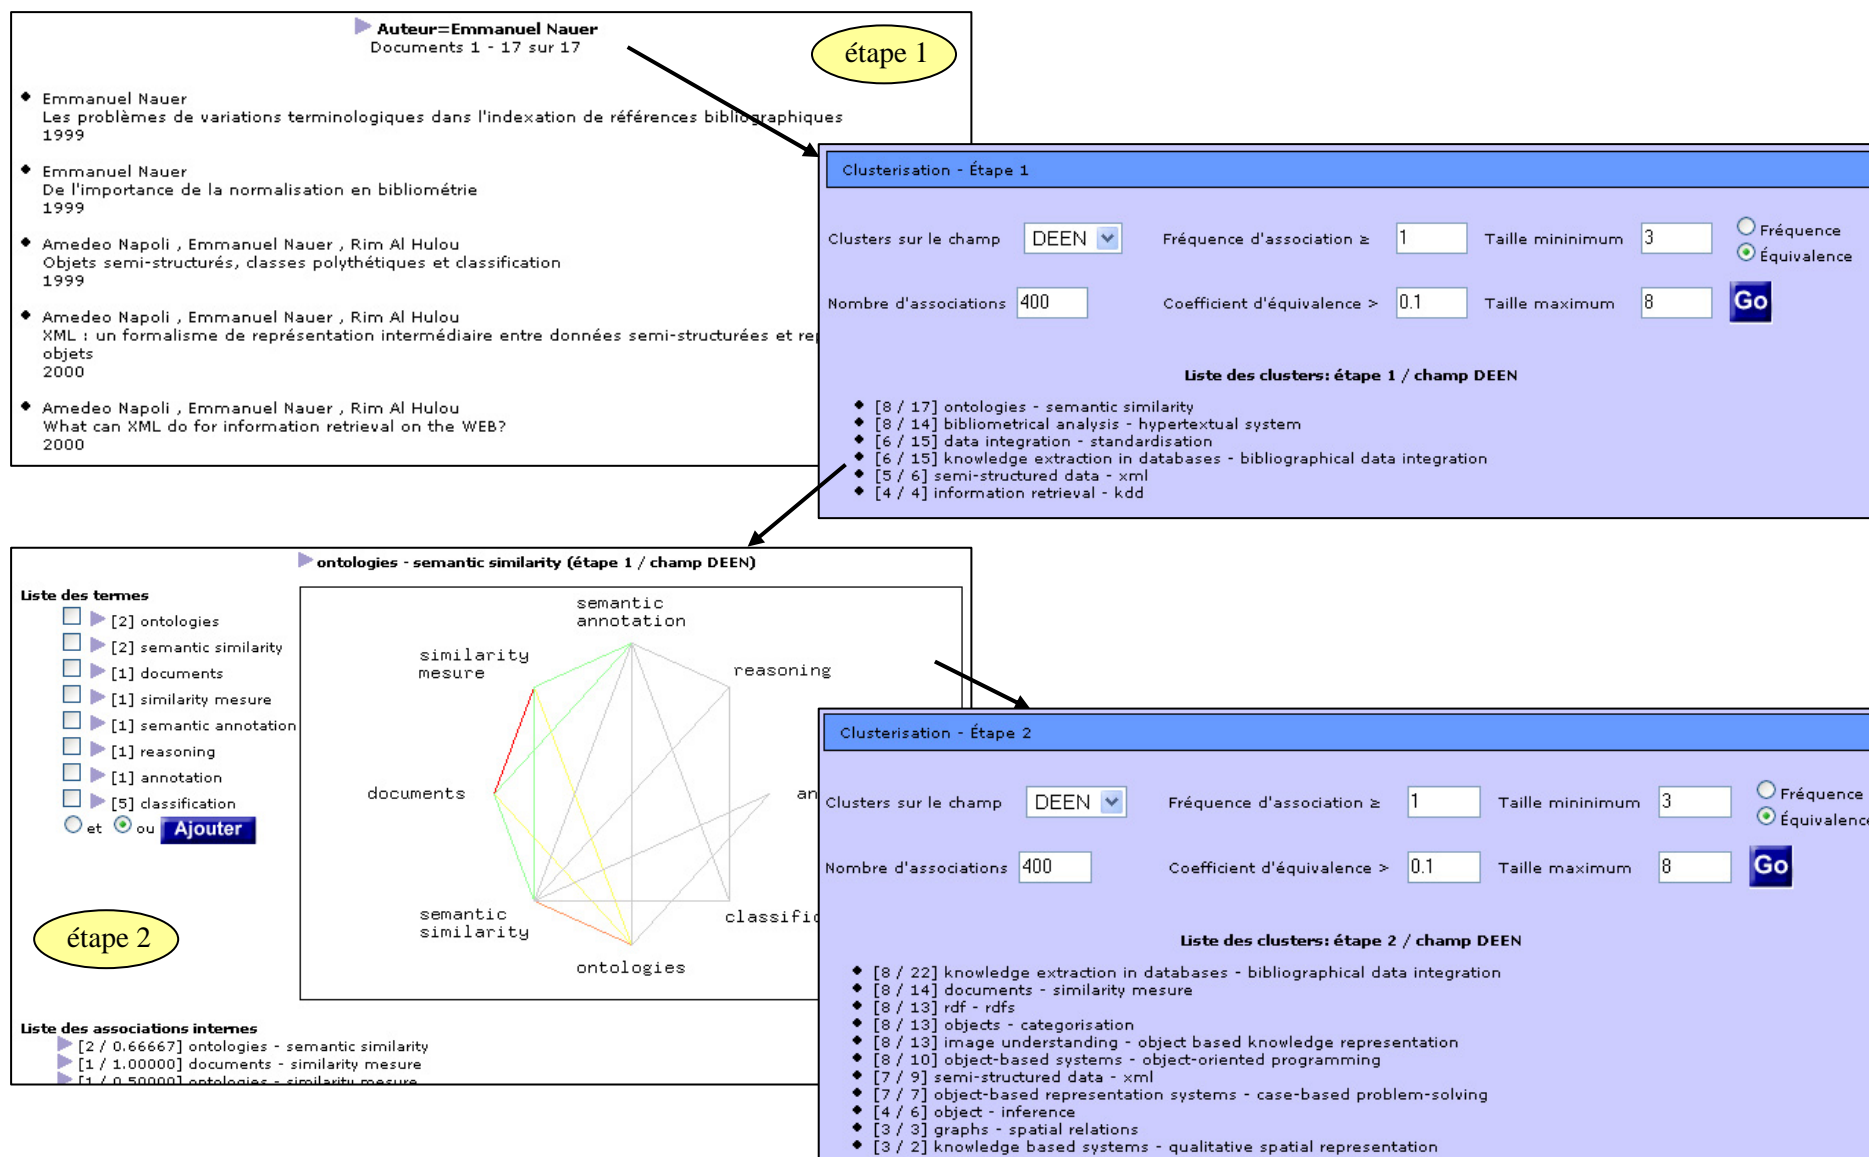 Auteur=Emmanuel Nauer
Documents 1 - 17 sur 17
étape 1
Emmanuel Nauer
Les problèmes de variations terminologiques dans l'indexation de références bibliographiques
1999
Emmanuel Nauer
De l'importance de la normalisation en bibliométrie
1999
Amedeo Napoli , Emmanuel Nauer , Rim Al Hulou
Objets semi-structurés, classes polythétiques et classification
1999
Amedeo Napoli , Emmanuel Nauer , Rim Al Hulou
XML : un formalisme de représentation intermédiaire entre données semi-structurées et
objets
2000
Amedeo Napoli , Emmanuel Nauer , Rim Al Hulou
What can XML do for information retrieval on the WEB?
2000
Clusterisation - Étape 1
Clusters sur le champ DEEN Fréquence d'association ≥ 1 Taille mininimum 3 Fréquence
Équivalence
Nombre d'associations 400 Coefficient d'équivalence > 0.1 Taille maximum 8 Go
Liste des clusters: étape 1 / champ DEEN
[8 / 17] ontologies - semantic similarity
[8 / 14] bibliometrical analysis - hypertextual system
[6 / 15] data integration - standardisation
[6 / 15] knowledge extraction in databases - bibliographical data integration
[5 / 6] semi-structured data - xml
[4 / 4] information retrieval - kdd
ontologies - semantic similarity (étape 1 / champ DEEN)
Liste des termes
[2] ontologies
[2] semantic similarity
[1] documents
[1] similarity mesure
[1] semantic annotation
[1] reasoning
[1] annotation
[5] classification
et ou Ajouter
étape 2
semantic
annotation
similarity
mesure
reasoning
documents
an
semantic
similarity
classific
ontologies
Liste des associations internes
[2 / 0.66667] ontologies - semantic similarity
[1 / 1.00000] documents - similarity mesure
[1 / 0.50000] ontologies - similarity mesure
Clusterisation - Étape 2
Clusters sur le champ DEEN Fréquence d'association ≥ 1 Taille mininimum 3 Fréquence
Équivalence
Nombre d'associations 400 Coefficient d'équivalence > 0.1 Taille maximum 8 Go
Liste des clusters: étape 2 / champ DEEN
[8 / 22] knowledge extraction in databases - bibliographical data integration
[8 / 14] documents - similarity mesure
[8 / 13] rdf - rdfs
[8 / 13] objects - categorisation
[8 / 13] image understanding - object based knowledge representation
[8 / 10] object-based systems - object-oriented programming
[7 / 9] semi-structured data - xml
[7 / 7] object-based representation systems - case-based problem-solving
[4 / 6] object - inference
[3 / 3] graphs - spatial relations
[3 / 2] knowledge based systems - qualitative spatial representation